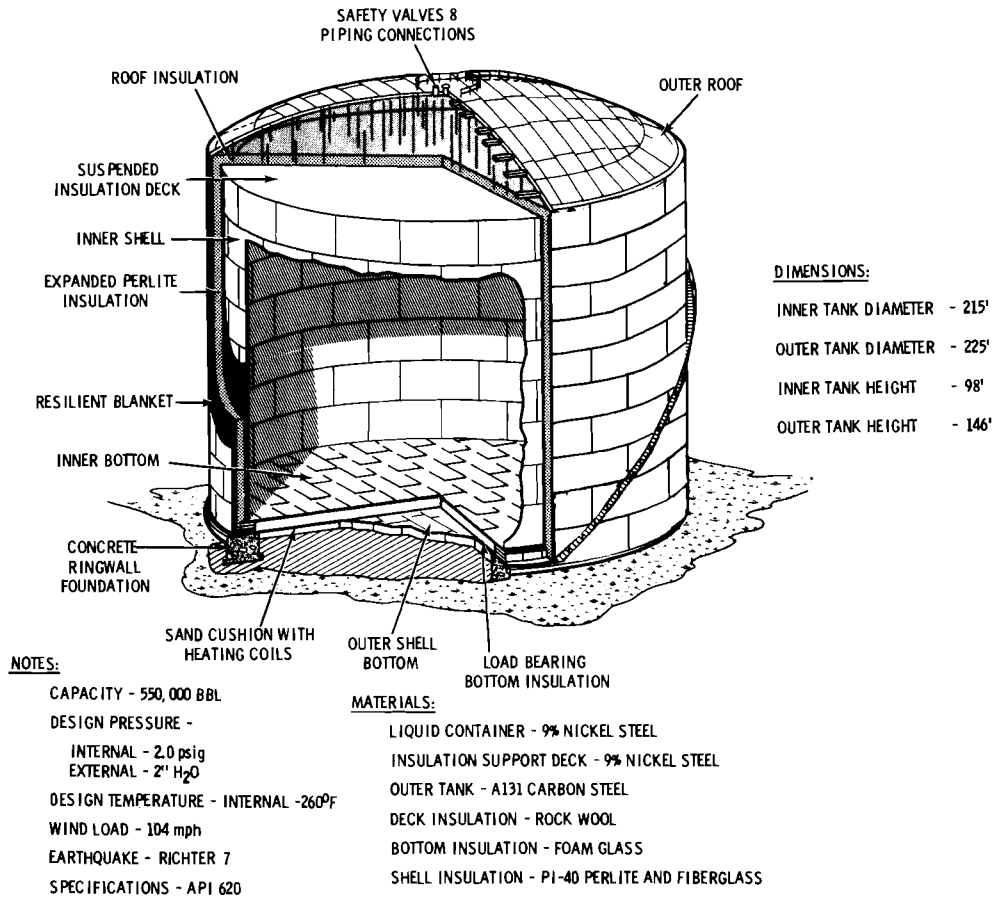 SAFETY VALVES 8
PIPING CONNECTIONS
ROOF INSULATION
OUTER ROOF
SUSPENDED
INSULATION DECK
INNER SHELL
EXPANDED PERLITE
INSULATION
RESILIENT BLANKET
INNER BOTTOM
CONCRETE
RINGWALL
FOUNDATION
SAND CUSHION WITH
HEATING COILS
OUTER SHELL
BOTTOM
LOAD BEARING
BOTTOM INSULATION
DIMENSIONS:
INNER TANK DIAMETER - 215'
OUTER TANK DIAMETER - 225'
INNER TANK HEIGHT - 98'
OUTER TANK HEIGHT - 146'
NOTES:
CAPACITY - 550,000 BBL
DESIGN PRESSURE -
INTERNAL - 2.0 psig
EXTERNAL - 2" H2O
DESIGN TEMPERATURE - INTERNAL -260ºF
WIND LOAD - 104 mph
EARTHQUAKE - RICHTER 7
SPECIFICATIONS - API 620
MATERIALS:
LIQUID CONTAINER - 9% NICKEL STEEL
INSULATION SUPPORT DECK - 9% NICKEL STEEL
OUTER TANK - A131 CARBON STEEL
DECK INSULATION - ROCK WOOL
BOTTOM INSULATION - FOAM GLASS
SHELL INSULATION - PI-40 PERLITE AND FIBERGLASS